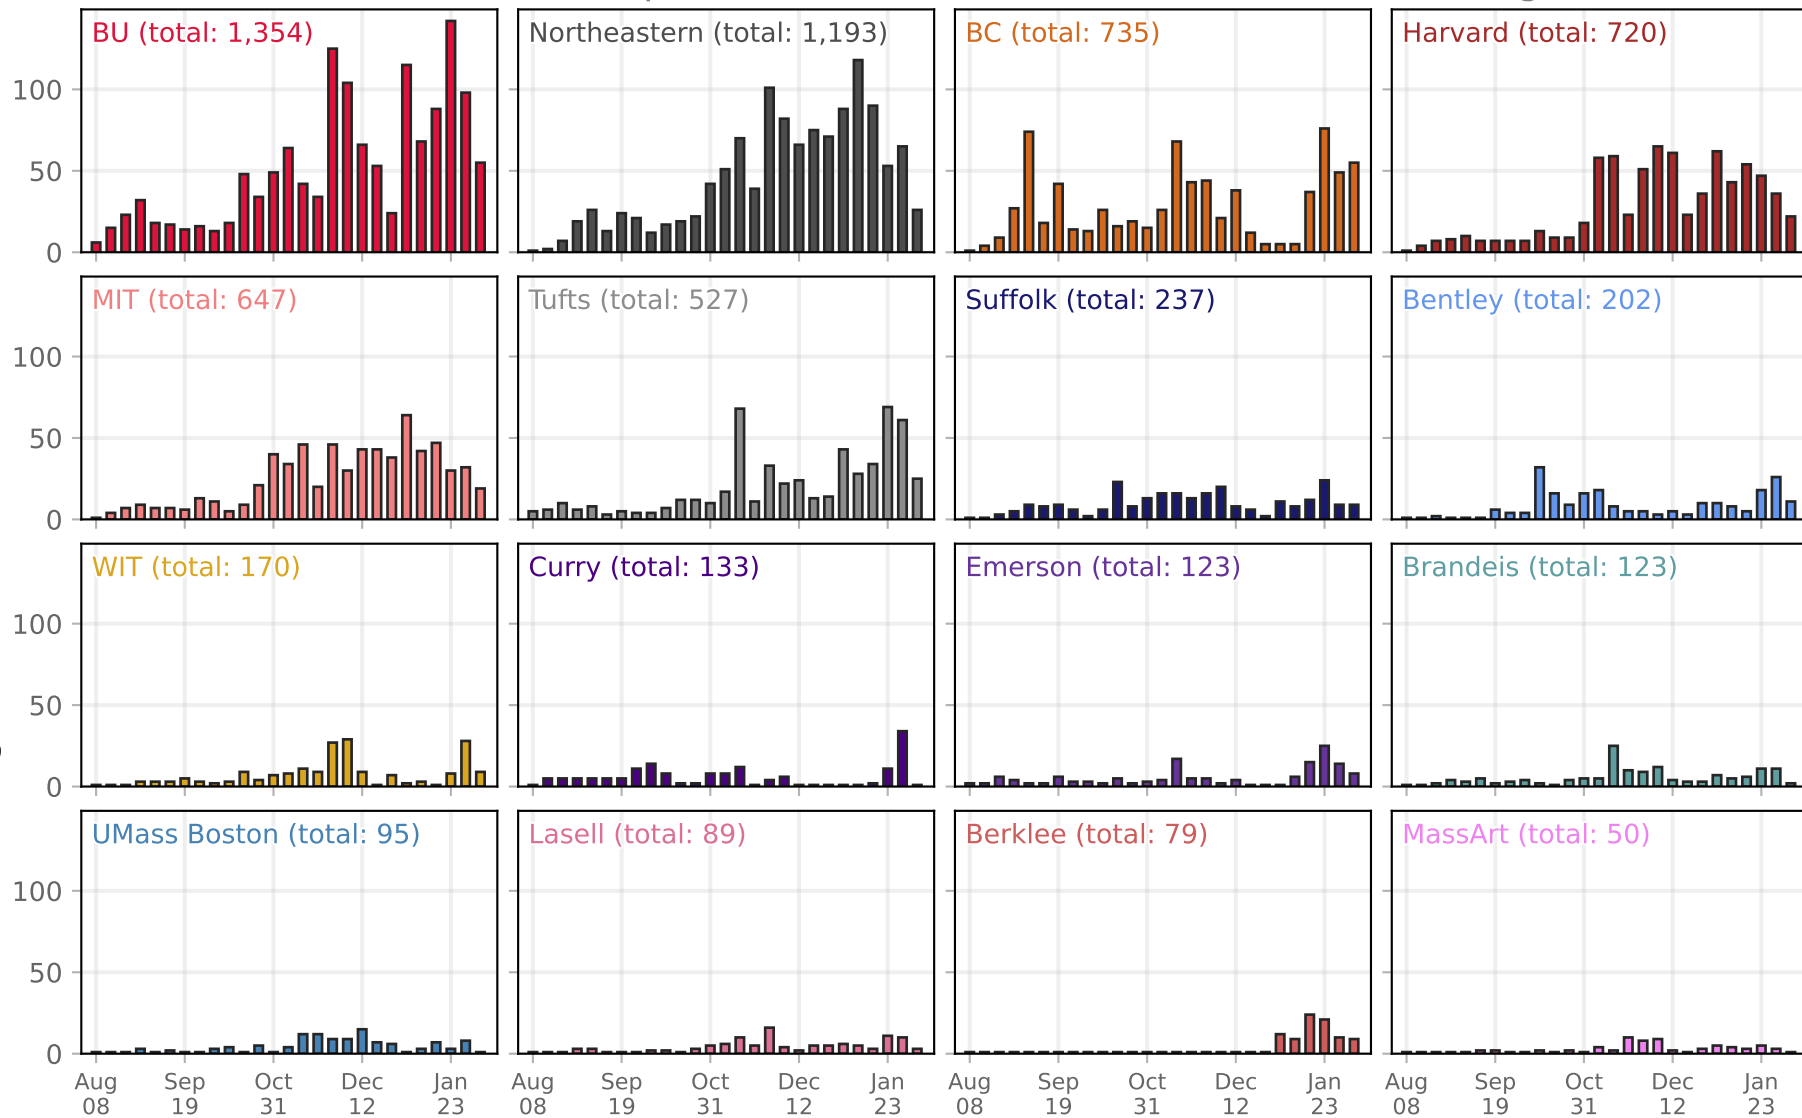 BU (total: 1,354)
Northeastern (total: 1,193)
BC (total: 735)
Harvard (total: 720)
100
50
0
MIT (total: 647)
Tufts (total: 527)
Suffolk (total: 237)
Bentley (total: 202)
100
50
0
WIT (total: 170)
Curry (total: 133)
Emerson (total: 123)
Brandeis (total: 123)
100
50
0
UMass Boston (total: 95)
Lasell (total: 89)
Berklee (total: 79)
MassArt (total: 50)
100
50
0
Aug Sep Oct Dec Jan Aug Sep Oct Dec Jan Aug Sep Oct Dec Jan Aug Sep Oct Dec Jan
08 19 31 12 23 08 19 31 12 23 08 19 31 12 23 08 19 31 12 23